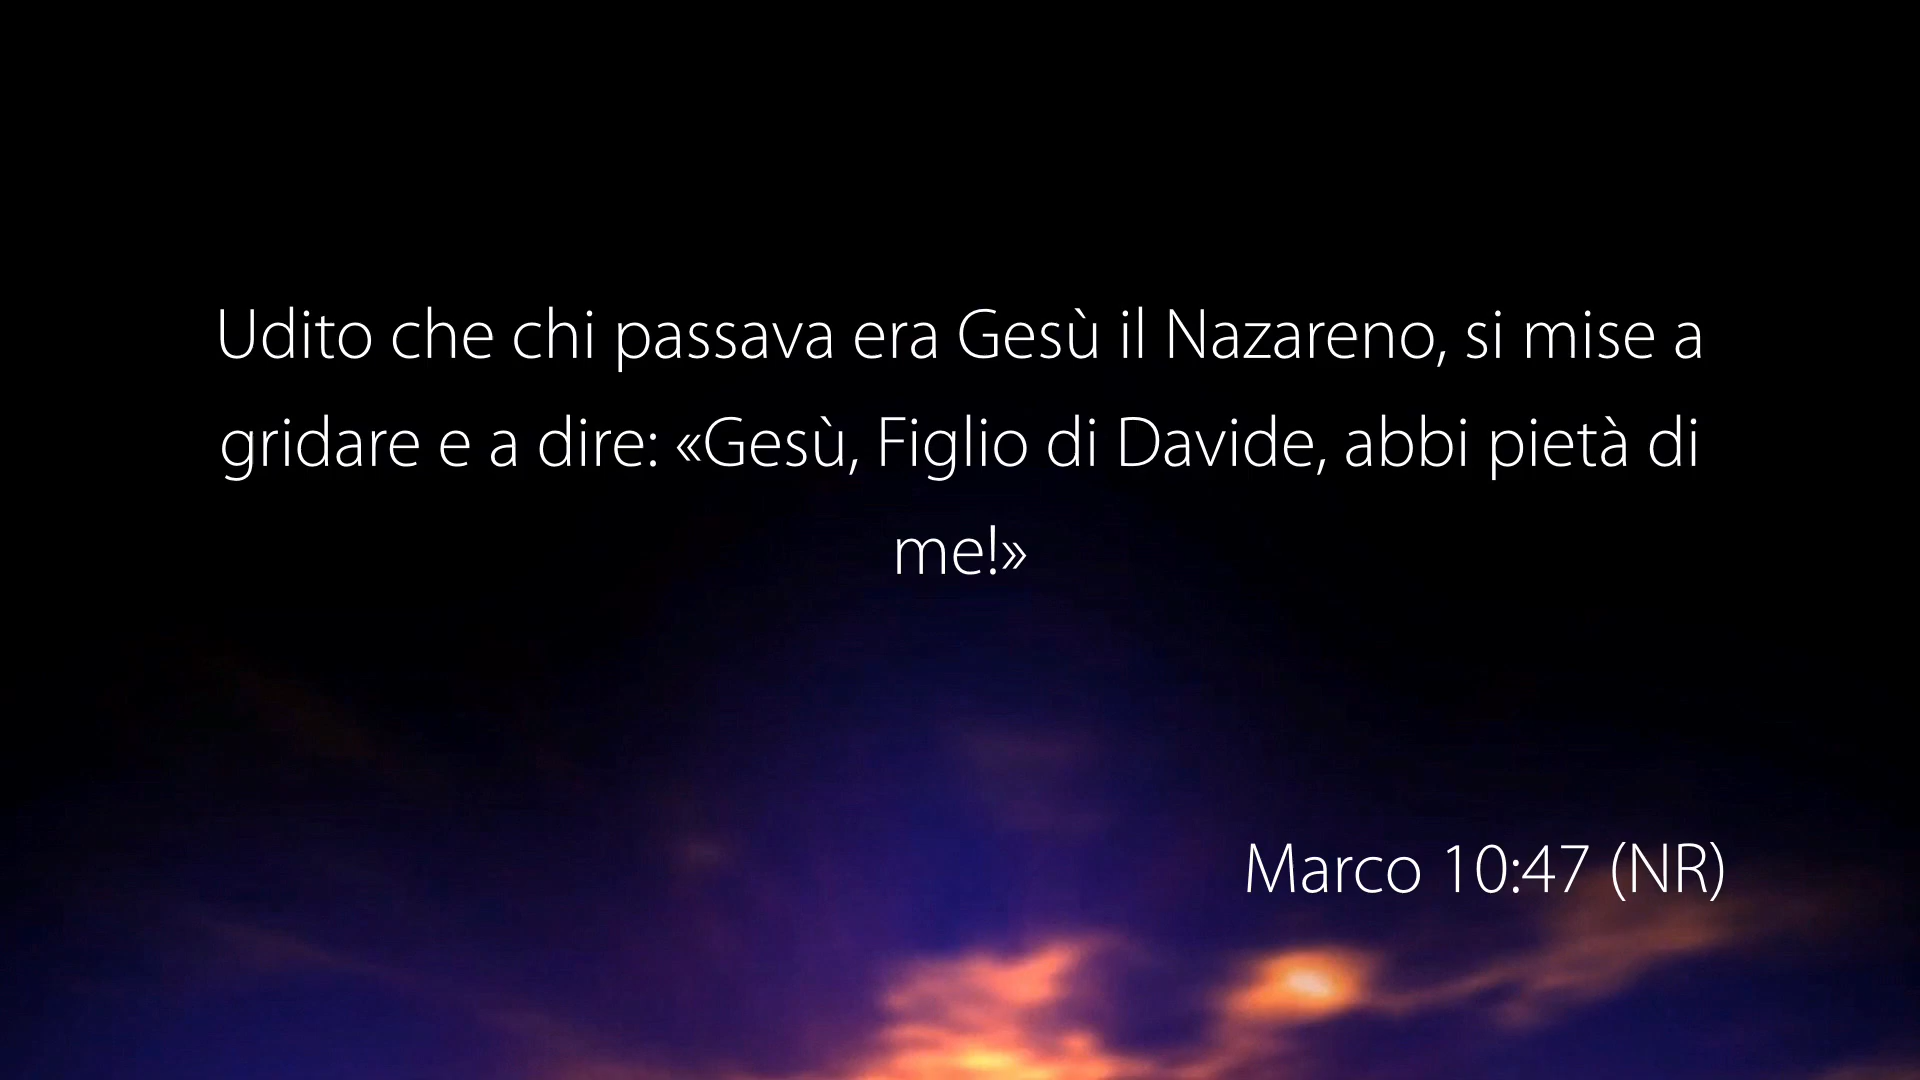 Udito che chi passava era Gesù il Nazareno, si mise a
gridare e a dire: «Gesù, Figlio di Davide, abbi pietà di
me!»
Marco 10:47 (NR)